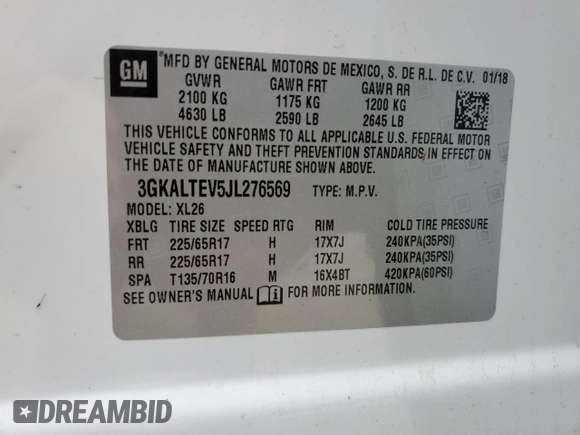 GM
MFD BY GENERAL MOTORS DE MEXICO, S. DE R.L. DE C.V. 01/18
GVWR GAWR FRT GAWR RR
2100 KG 1175 KG 1200 KG
4630 LB 2590 LB 2645 LB
THIS VEHICLE CONFORMS TO ALL APPLICABLE U.S. FEDERAL MOTOR
VEHICLE SAFETY AND THEFT PREVENTION STANDARDS IN EFFECT ON
THE DATE OF MANUFACTURE SHOWN ABOVE.
3GKALTEV5JL276569 TYPE: M.P.V.
MODEL: XL26
XBLG TIRE SIZE SPEED RTG RIM COLD TIRE PRESSURE
FRT 225/65R17 H 17X7J 240KPA(35PSI)
RR 225/65R17 H 17X7J 240KPA(35PSI)
SPA T135/70R16 M 16X4BT 420KPA(60PSI)
SEE OWNER'S MANUAL FOR MORE INFORMATION.
DREAMBID